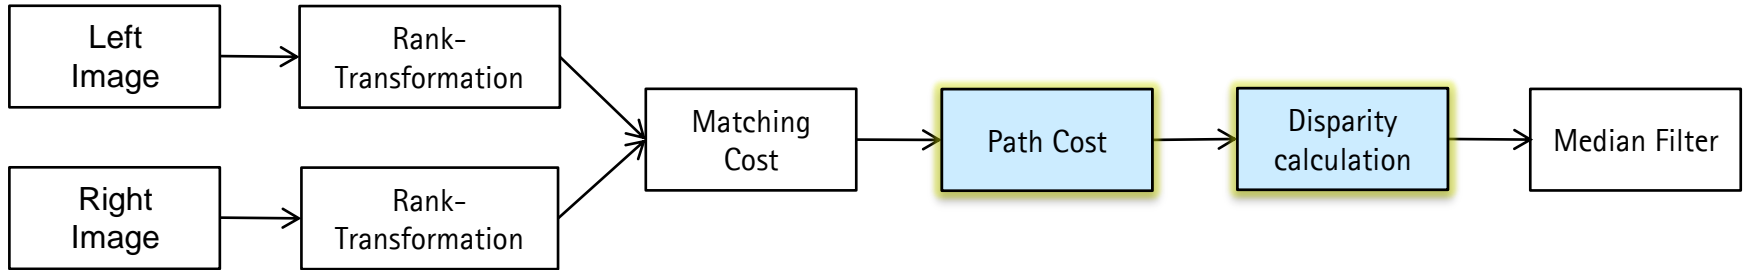 Left
Image
Rank-
Transformation
Right
Image
Rank-
Transformation
Matching
Cost
Path Cost
Disparity
calculation
Median Filter